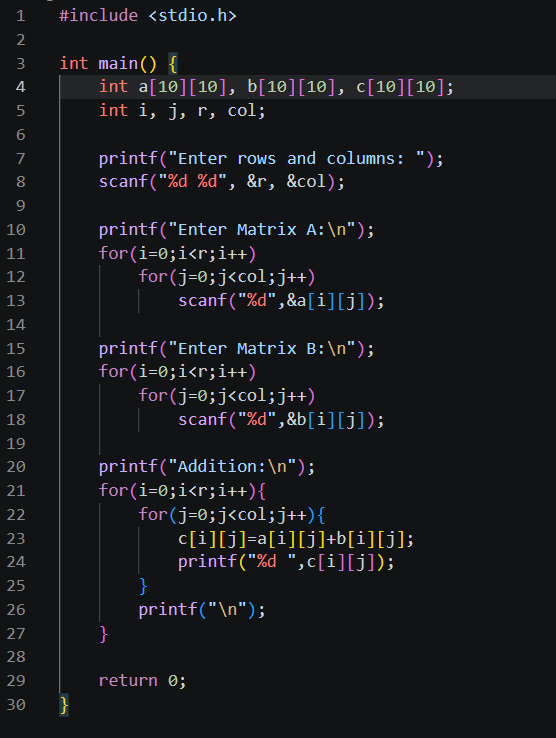 1 #include <stdio.h>
2
3 int main() {
4     int a[10][10], b[10][10], c[10][10];
5     int i, j, r, col;
6
7     printf("Enter rows and columns: ");
8     scanf("%d %d", &r, &col);
9
10     printf("Enter Matrix A:\n");
11     for(i=0;i<r;i++)
12         for(j=0;j<col;j++)
13             scanf("%d",&a[i][j]);
14
15     printf("Enter Matrix B:\n");
16     for(i=0;i<r;i++)
17         for(j=0;j<col;j++)
18             scanf("%d",&b[i][j]);
19
20     printf("Addition:\n");
21     for(i=0;i<r;i++){
22         for(j=0;j<col;j++){
23             c[i][j]=a[i][j]+b[i][j];
24             printf("%d ",c[i][j]);
25         }
26         printf("\n");
27     }
28
29     return 0;
30 }